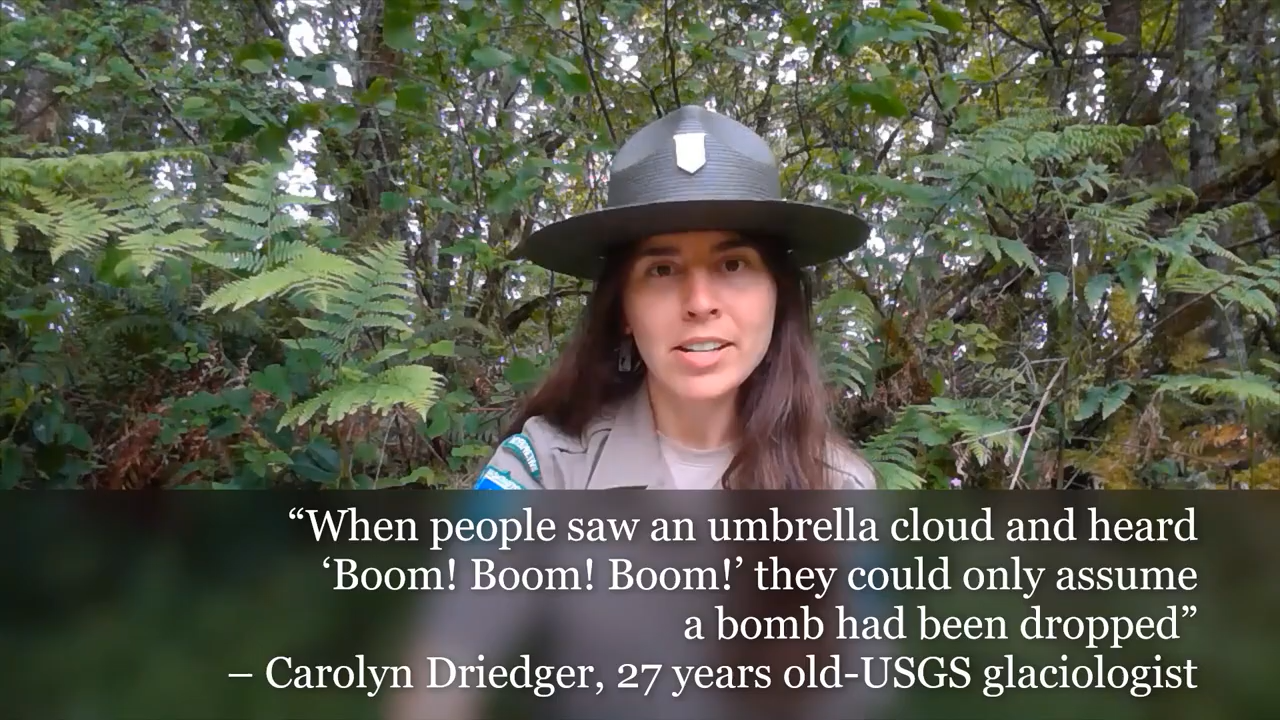 “When people saw an umbrella cloud and heard
‘Boom! Boom! Boom!’ they could only assume
a bomb had been dropped”
– Carolyn Driedger, 27 years old-USGS glaciologist